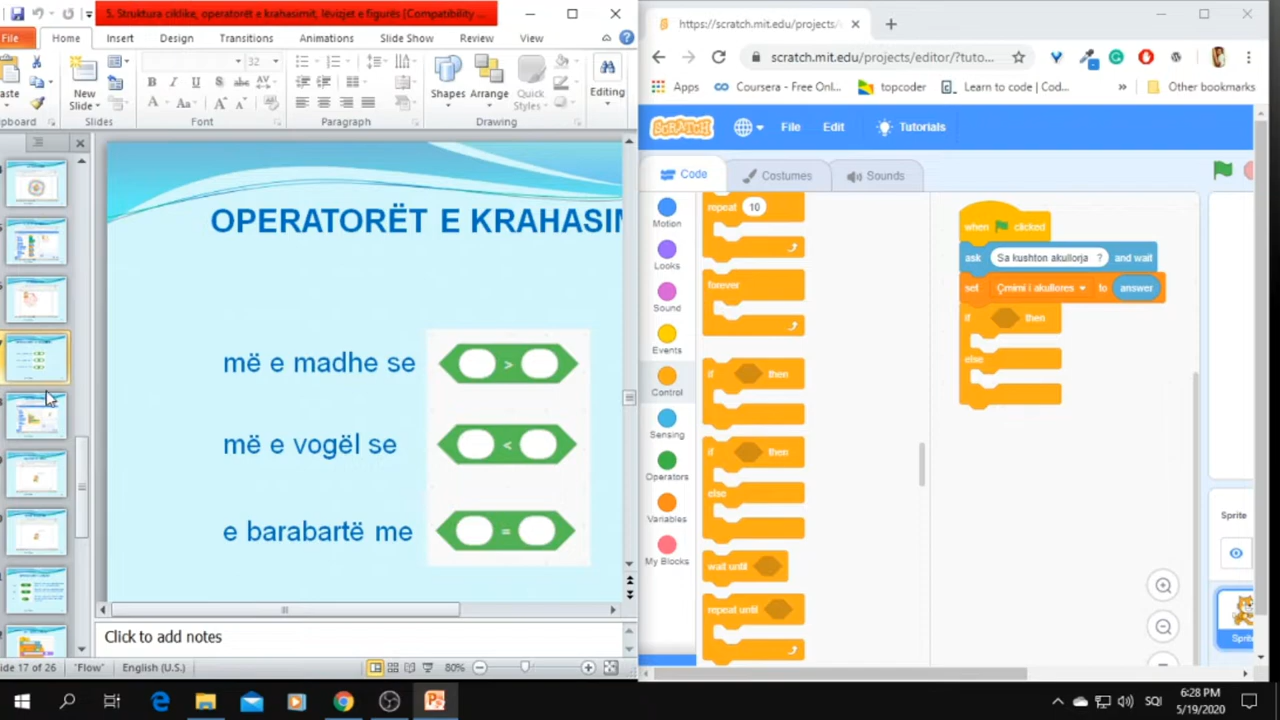 5. Struktura ciklike, operatorët e krahasimit, lëvizjet e figurës [Compatibility ...
File
Home
Insert
Design
Transitions
Animations
Slide Show
Review
View
New
Slide
Slides
32
B I U S abc AV
A Aa A A
Font
Paragraph
Shapes
Arrange
Quick
Styles
Drawing
Editing
OPERATORËT E KRAHASIM
më e madhe se
>
më e vogël se
<
e barabartë me
=
Click to add notes
"Flow"
English (U.S.)
80%
https://scratch.mit.edu/projects/
scratch.mit.edu/projects/editor/?tuto...
Apps
Coursera - Free Onl...
topcoder
Learn to code | Cod...
»
Other bookmarks
SCRATCH
File
Edit
Tutorials
Code
Costumes
Sounds
Motion
Looks
Sound
Events
Control
Sensing
Operators
Variables
My Blocks
repeat 10
forever
if then
if then
else
wait until
repeat until
when clicked
ask Sa kushton akullorja ? and wait
set Çmimi i akullores to answer
if then
else
Sprite
SQI
6:28 PM
5/19/2020